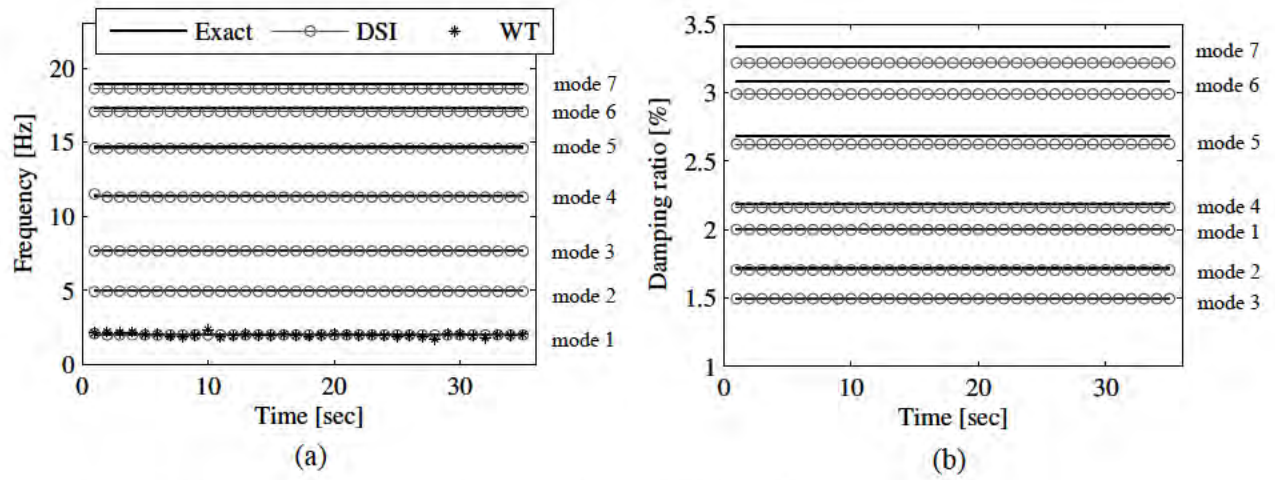 Exact DSI WT
20
15
10
5
0
Frequency [Hz]
mode 7
mode 6
mode 5
mode 4
mode 3
mode 2
mode 1
0 10 20 30
Time [sec]
(a)
3.5
3
2.5
2
1.5
1
Damping ratio [%]
mode 7
mode 6
mode 5
mode 4
mode 1
mode 2
mode 3
0 10 20 30
Time [sec]
(b)